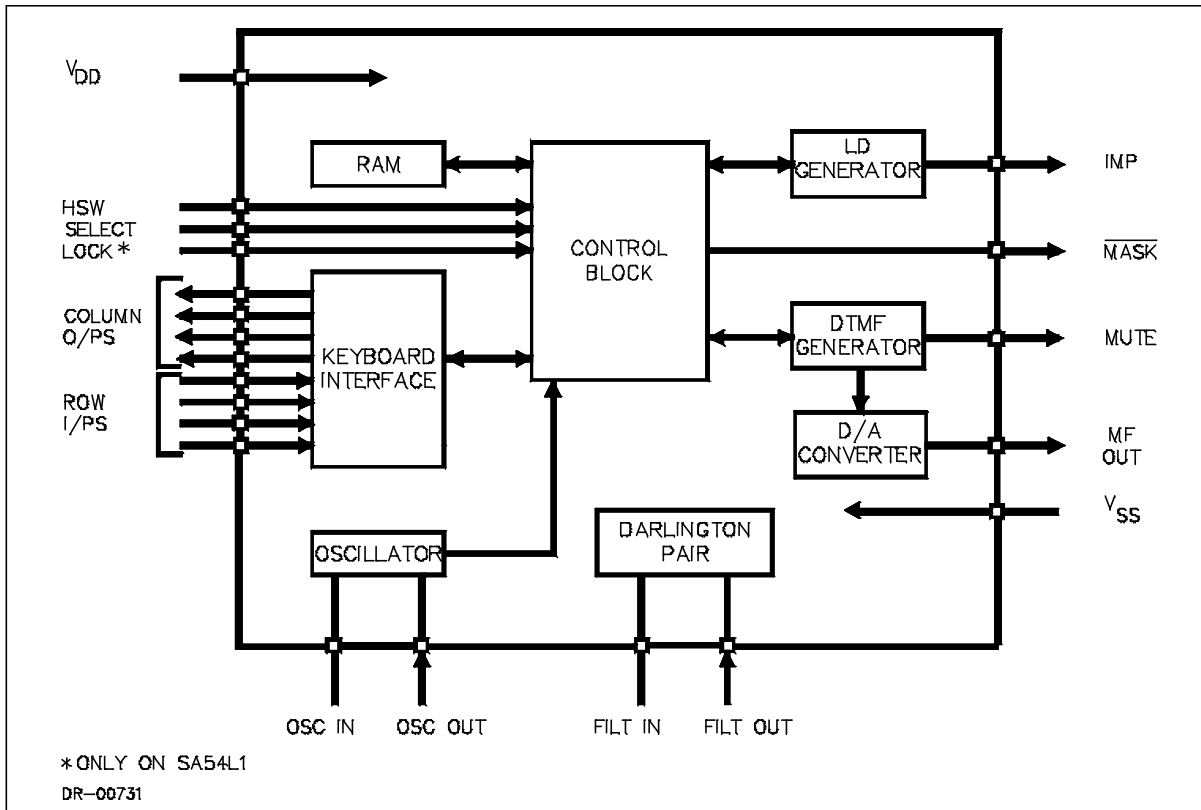 VDD
RAM
LD
GENERATOR
IMP
HSW
SELECT
LOCK *
CONTROL
BLOCK
MASK
COLUMN
O/PS
KEYBOARD
INTERFACE
DTMF
GENERATOR
MUTE
ROW
I/PS
D/A
CONVERTER
MF
OUT
VSS
OSCILLATOR
DARLINGTON
PAIR
OSC IN
OSC OUT
FILT IN
FILT OUT
* ONLY ON SA54L1
DR-00731